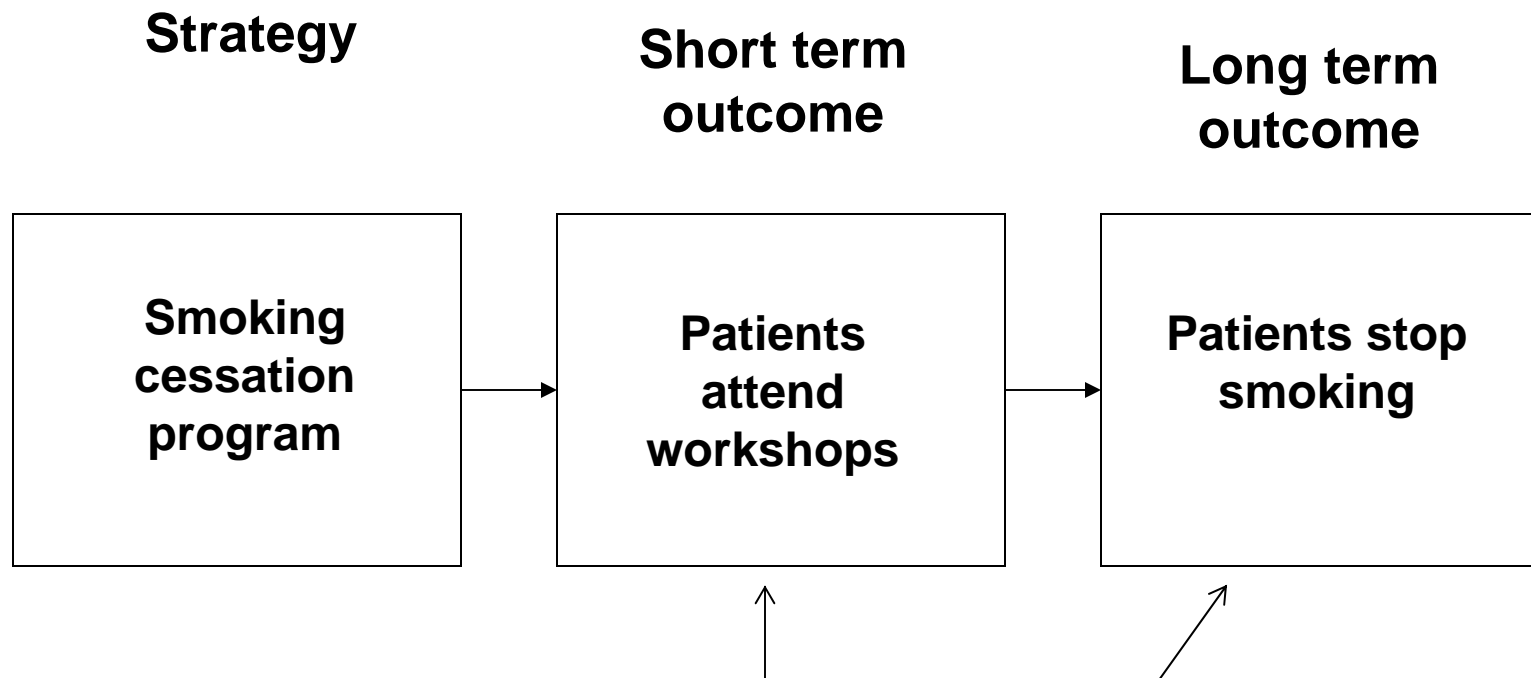 Strategy
Short term
outcome
Long term
outcome
Smoking
cessation
program
Patients
attend
workshops
Patients stop
smoking